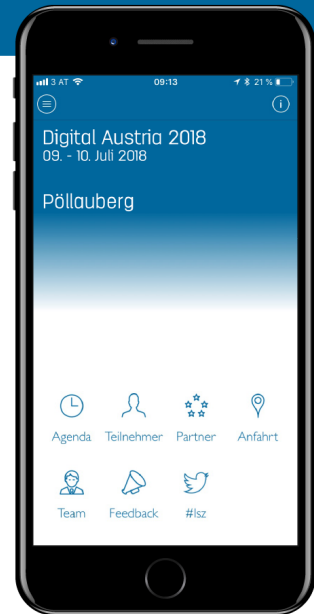 3 AT 09:13 21 %
Digital Austria 2018
09. - 10. Juli 2018
Pöllauberg
Agenda Teilnehmer Partner Anfahrt
Team Feedback #lsz